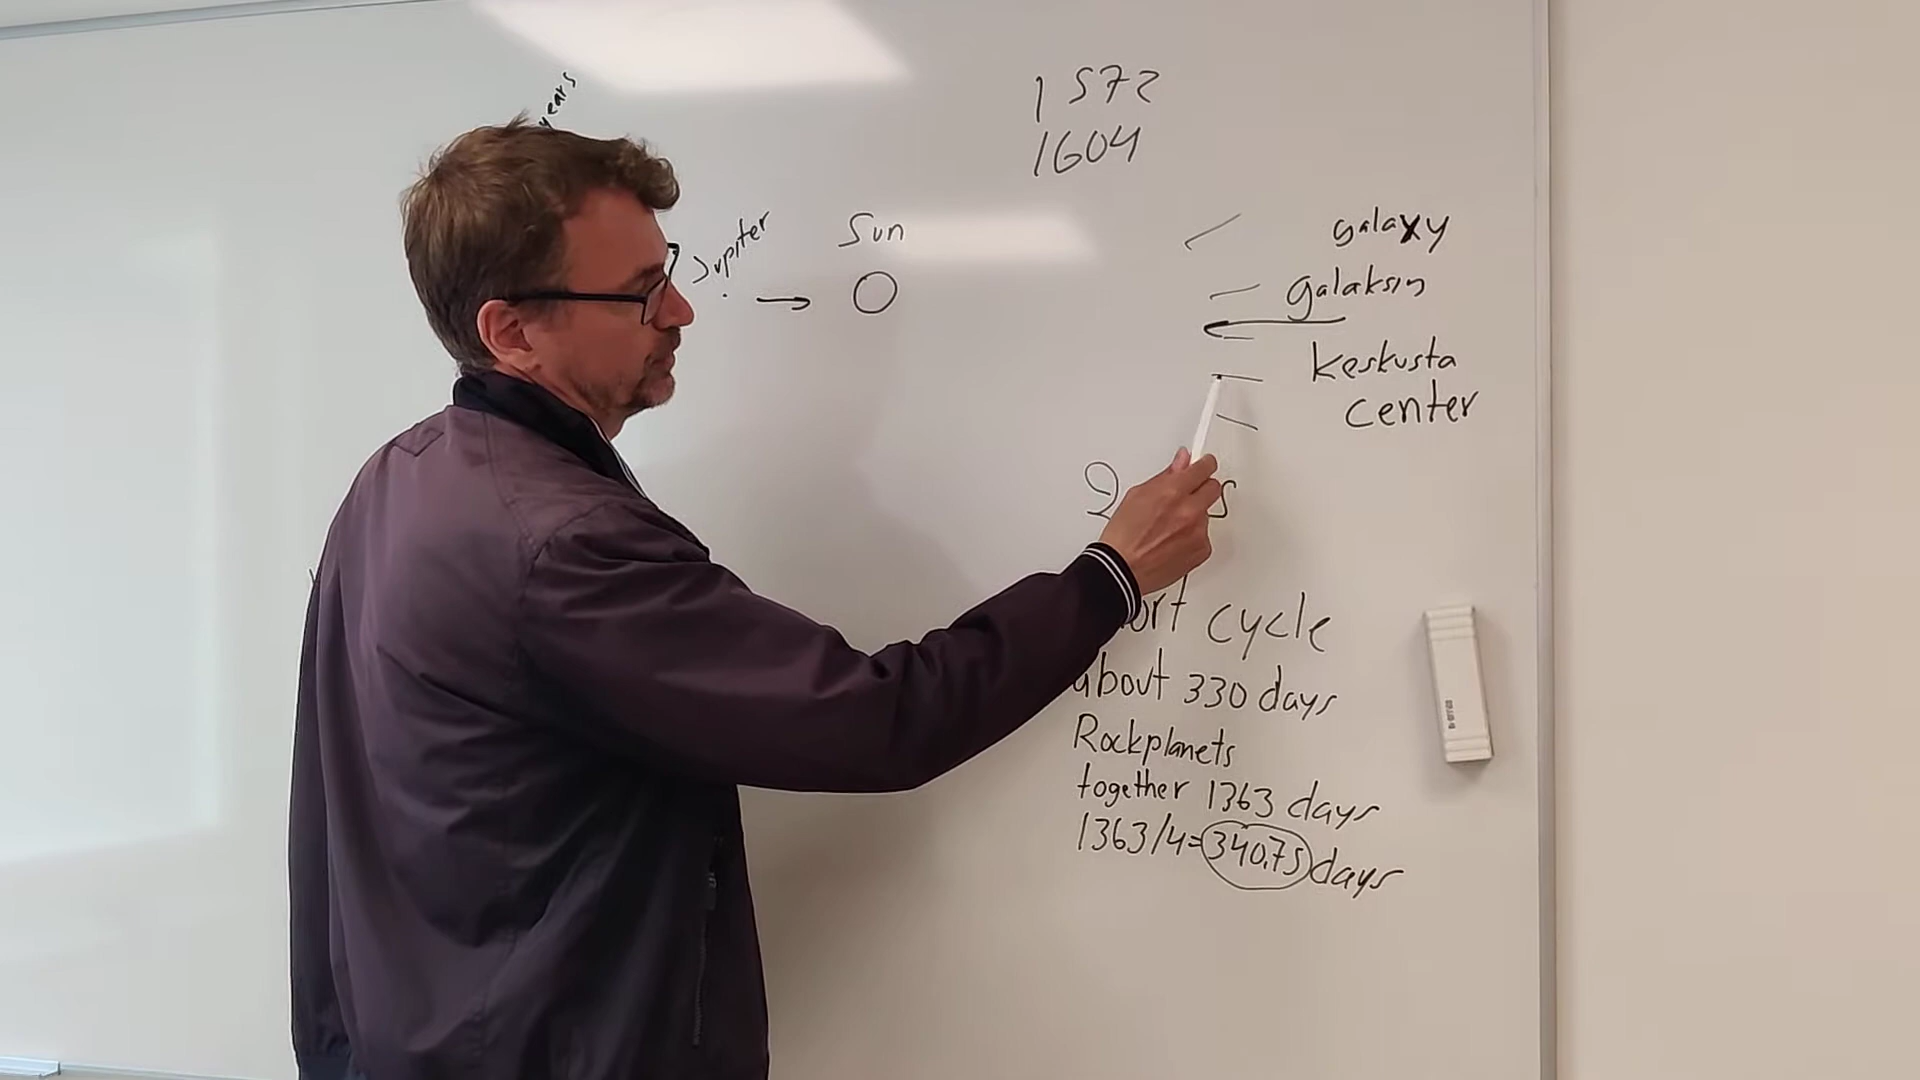 years
1572
1604
Jupiter
Sun
galaxy
galaksin
keskusta
center
cycle
about 330 days
Rockplanets
together 1363 days
1363/4=340,75 days